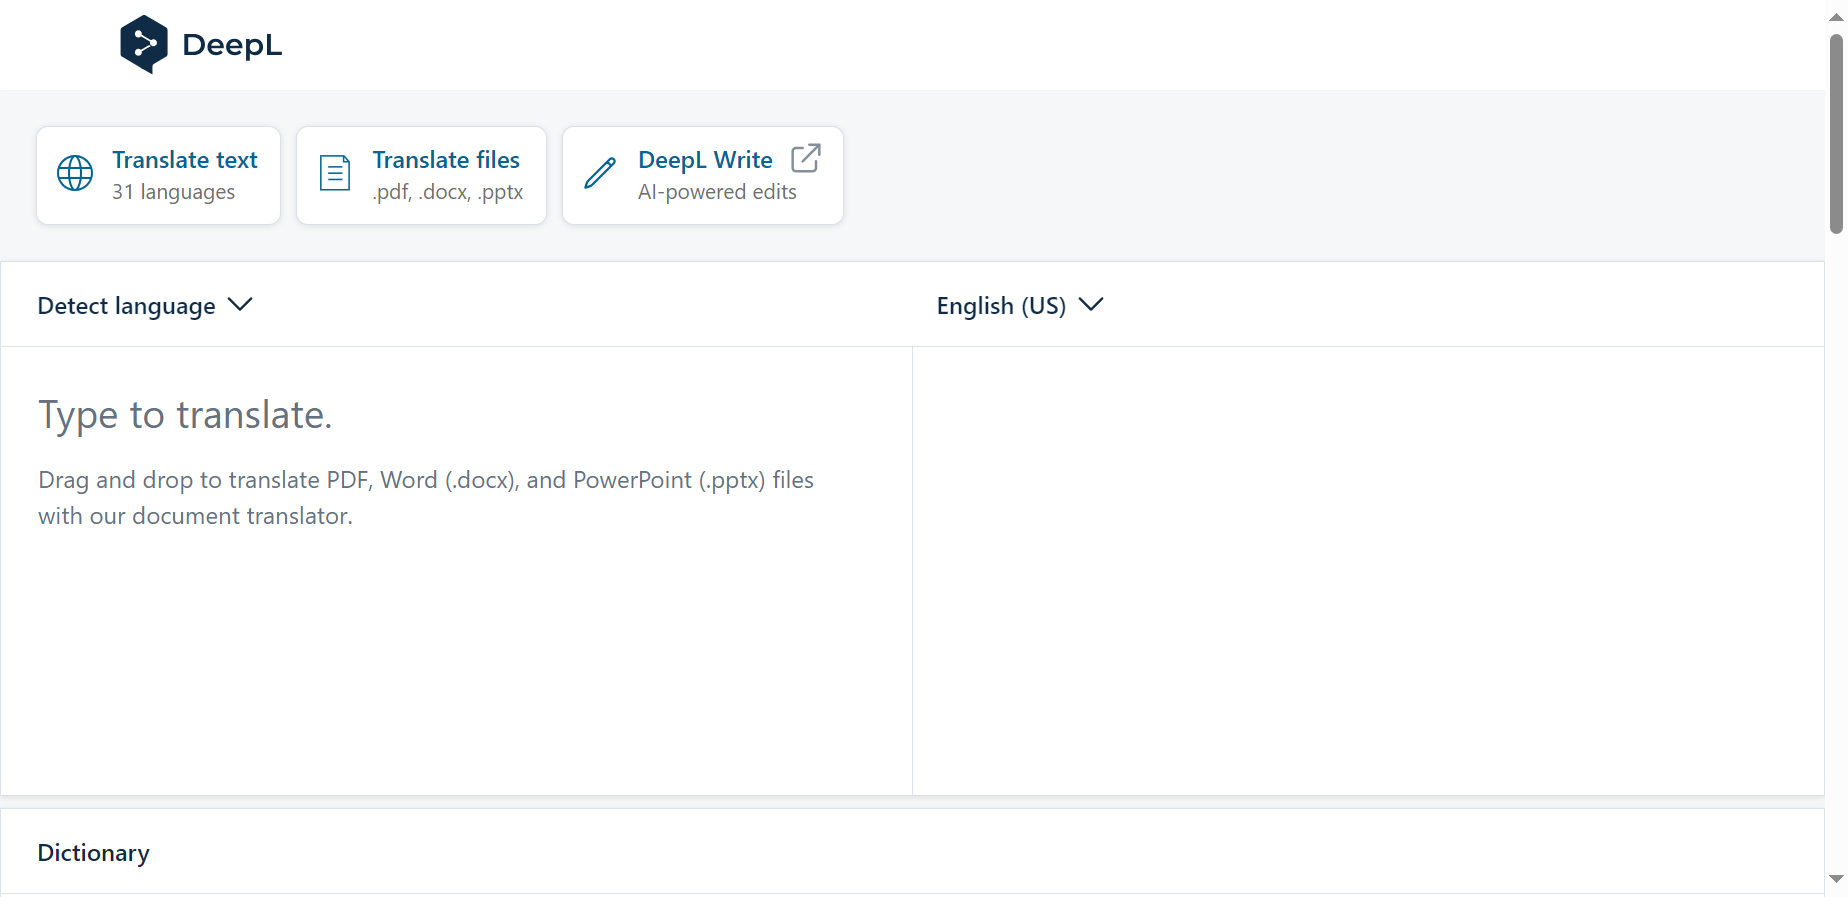 DeepL
Translate text
31 languages
Translate files
.pdf, .docx, .pptx
DeepL Write
AI-powered edits
Detect language
English (US)
Type to translate.
Drag and drop to translate PDF, Word (.docx), and PowerPoint (.pptx) files
with our document translator.
Dictionary